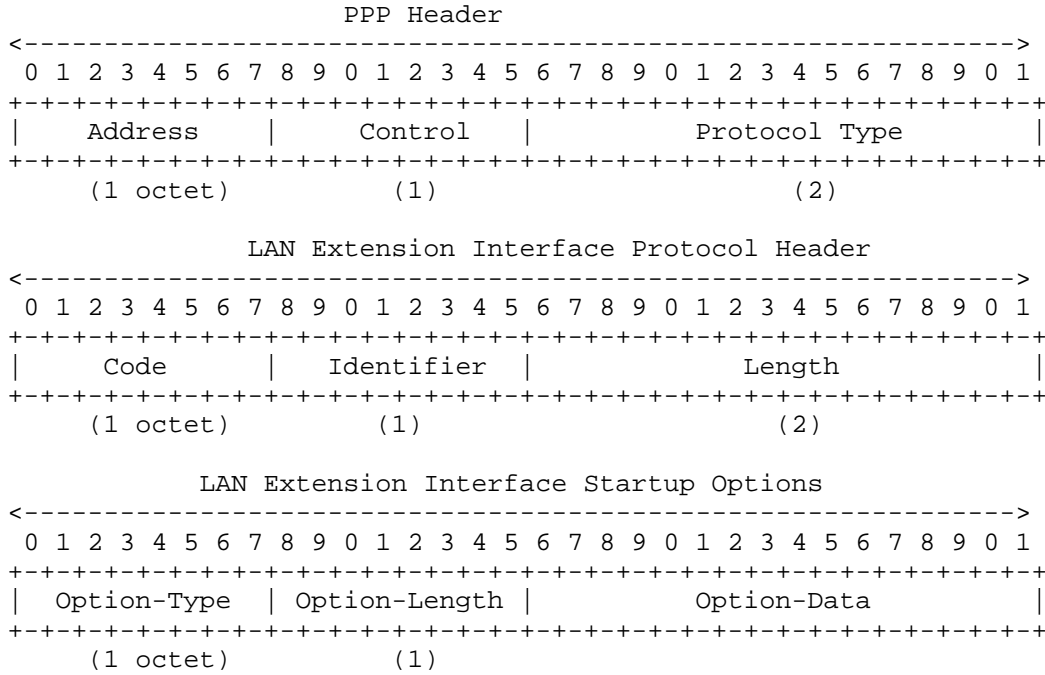 PPP Header
<-------------------------------------------------------------->
0 1 2 3 4 5 6 7 8 9 0 1 2 3 4 5 6 7 8 9 0 1 2 3 4 5 6 7 8 9 0 1
+-+-+-+-+-+-+-+-+-+-+-+-+-+-+-+-+-+-+-+-+-+-+-+-+-+-+-+-+-+-+-+-+
| Address | Control | Protocol Type |
+-+-+-+-+-+-+-+-+-+-+-+-+-+-+-+-+-+-+-+-+-+-+-+-+-+-+-+-+-+-+-+-+
(1 octet) (1) (2)
LAN Extension Interface Protocol Header
<-------------------------------------------------------------->
0 1 2 3 4 5 6 7 8 9 0 1 2 3 4 5 6 7 8 9 0 1 2 3 4 5 6 7 8 9 0 1
+-+-+-+-+-+-+-+-+-+-+-+-+-+-+-+-+-+-+-+-+-+-+-+-+-+-+-+-+-+-+-+-+
| Code | Identifier | Length |
+-+-+-+-+-+-+-+-+-+-+-+-+-+-+-+-+-+-+-+-+-+-+-+-+-+-+-+-+-+-+-+-+
(1 octet) (1) (2)
LAN Extension Interface Startup Options
<-------------------------------------------------------------->
0 1 2 3 4 5 6 7 8 9 0 1 2 3 4 5 6 7 8 9 0 1 2 3 4 5 6 7 8 9 0 1
+-+-+-+-+-+-+-+-+-+-+-+-+-+-+-+-+-+-+-+-+-+-+-+-+-+-+-+-+-+-+-+-+
| Option-Type | Option-Length | Option-Data |
+-+-+-+-+-+-+-+-+-+-+-+-+-+-+-+-+-+-+-+-+-+-+-+-+-+-+-+-+-+-+-+-+
(1 octet) (1)